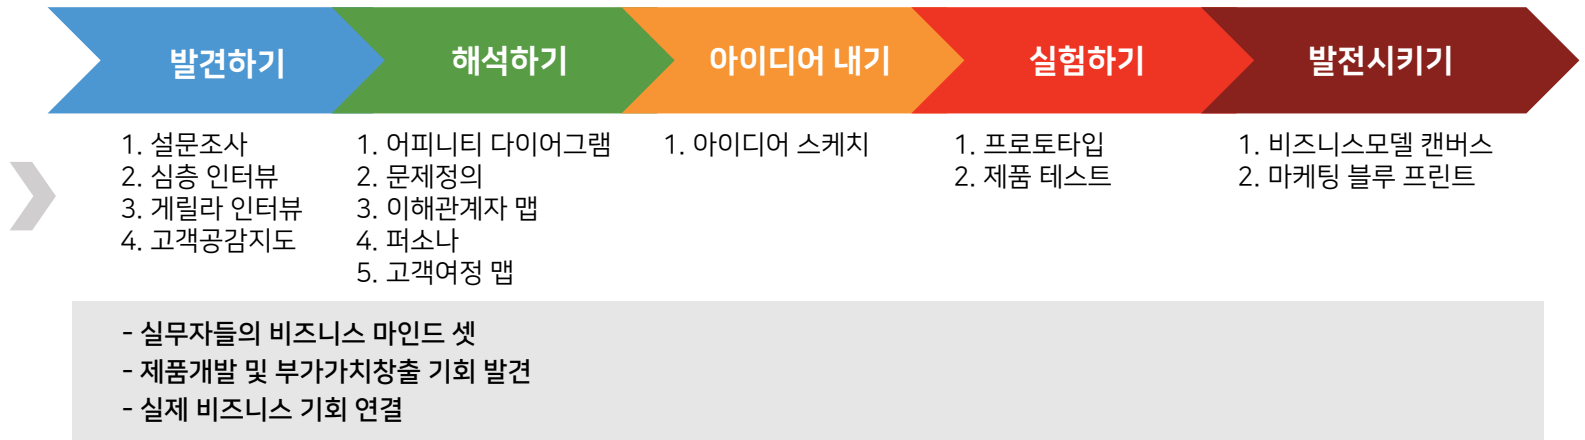 발견하기
해석하기
아이디어 내기
실험하기
발전시키기
1. 설문조사
2. 심층 인터뷰
3. 게릴라 인터뷰
4. 고객공감지도
1. 어피니티 다이어그램
2. 문제정의
3. 이해관계자 맵
4. 퍼소나
5. 고객여정 맵
1. 아이디어 스케치
1. 프로토타입
2. 제품 테스트
1. 비즈니스모델 캔버스
2. 마케팅 블루 프린트
- 실무자들의 비즈니스 마인드 셋
- 제품개발 및 부가가치창출 기회 발견
- 실제 비즈니스 기회 연결